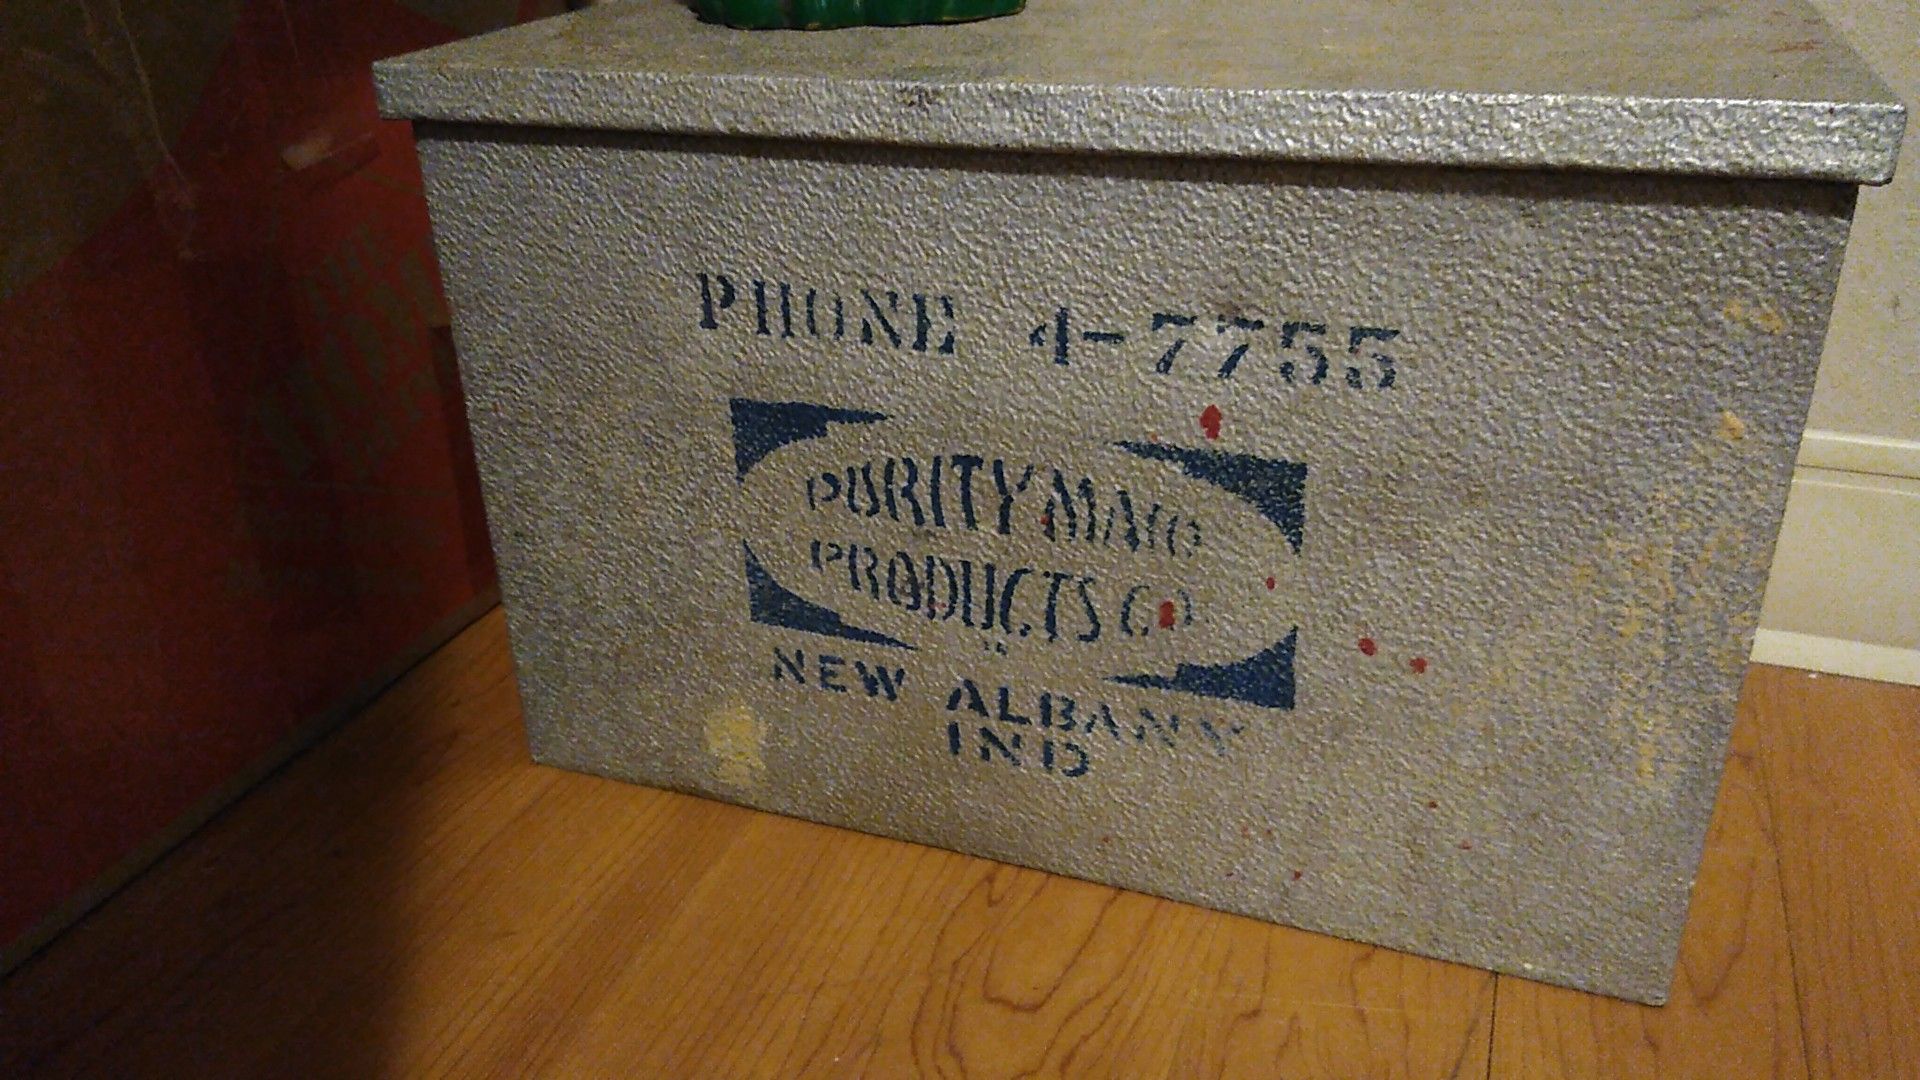 PHONE 4-7755
PURITY MAID
PRODUCTS CO
NEW ALBANY
IND